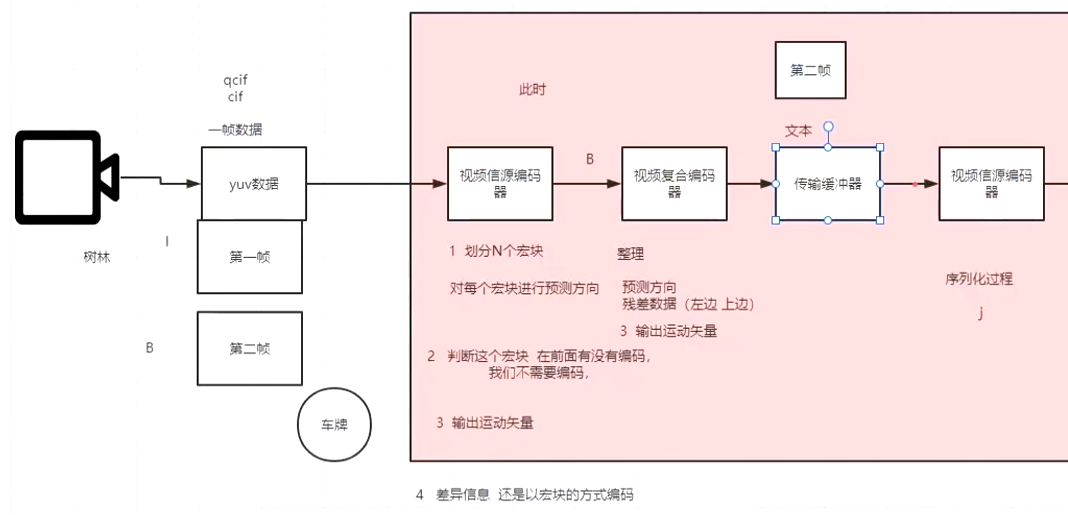 qcif
cif
一帧数据
yuv数据
树林
I
第一帧
B
第二帧
车牌
此时
第二帧
文本
视频信源编码
器
B
视频复合编码
器
传输缓冲器
视频信源编码
器
1 划分N个宏块
对每个宏块进行预测方向
整理
预测方向
残差数据（左边 上边）
3 输出运动矢量
2 判断这个宏块 在前面有没有编码，
我们不需要编码，
3 输出运动矢量
序列化过程
j
4 差异信息 还是以宏块的方式编码